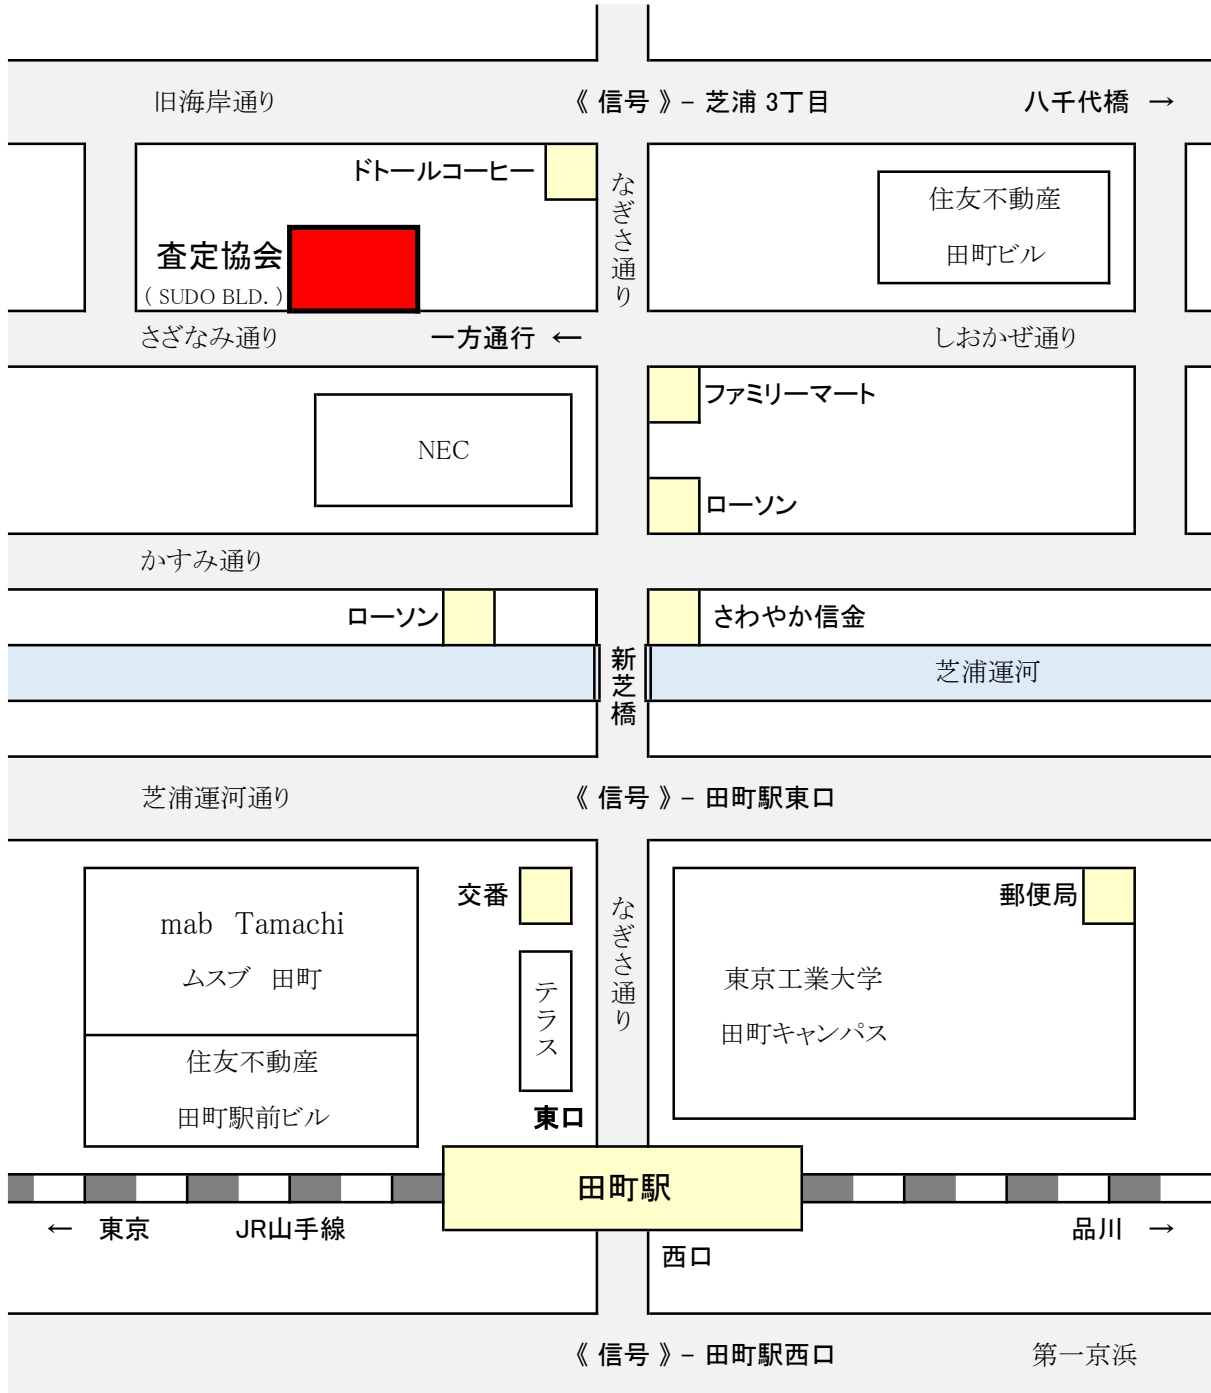 旧海岸通り
《 信号 》– 芝浦 3丁目
八千代橋 →
ドトールコーヒー
なぎさ通り
住友不動産
田町ビル
査定協会
( SUDO BLD. )
さざなみ通り
一方通行 ←
しおかぜ通り
ファミリーマート
NEC
ローソン
かすみ通り
ローソン
さわやか信金
新芝橋
芝浦運河
芝浦運河通り
《 信号 》– 田町駅東口
交番
郵便局
mab Tamachi
ムスブ 田町
なぎさ通り
テラス
東京工業大学
田町キャンパス
住友不動産
田町駅前ビル
東口
田町駅
← 東京
JR山手線
品川 →
西口
《 信号 》– 田町駅西口
第一京浜